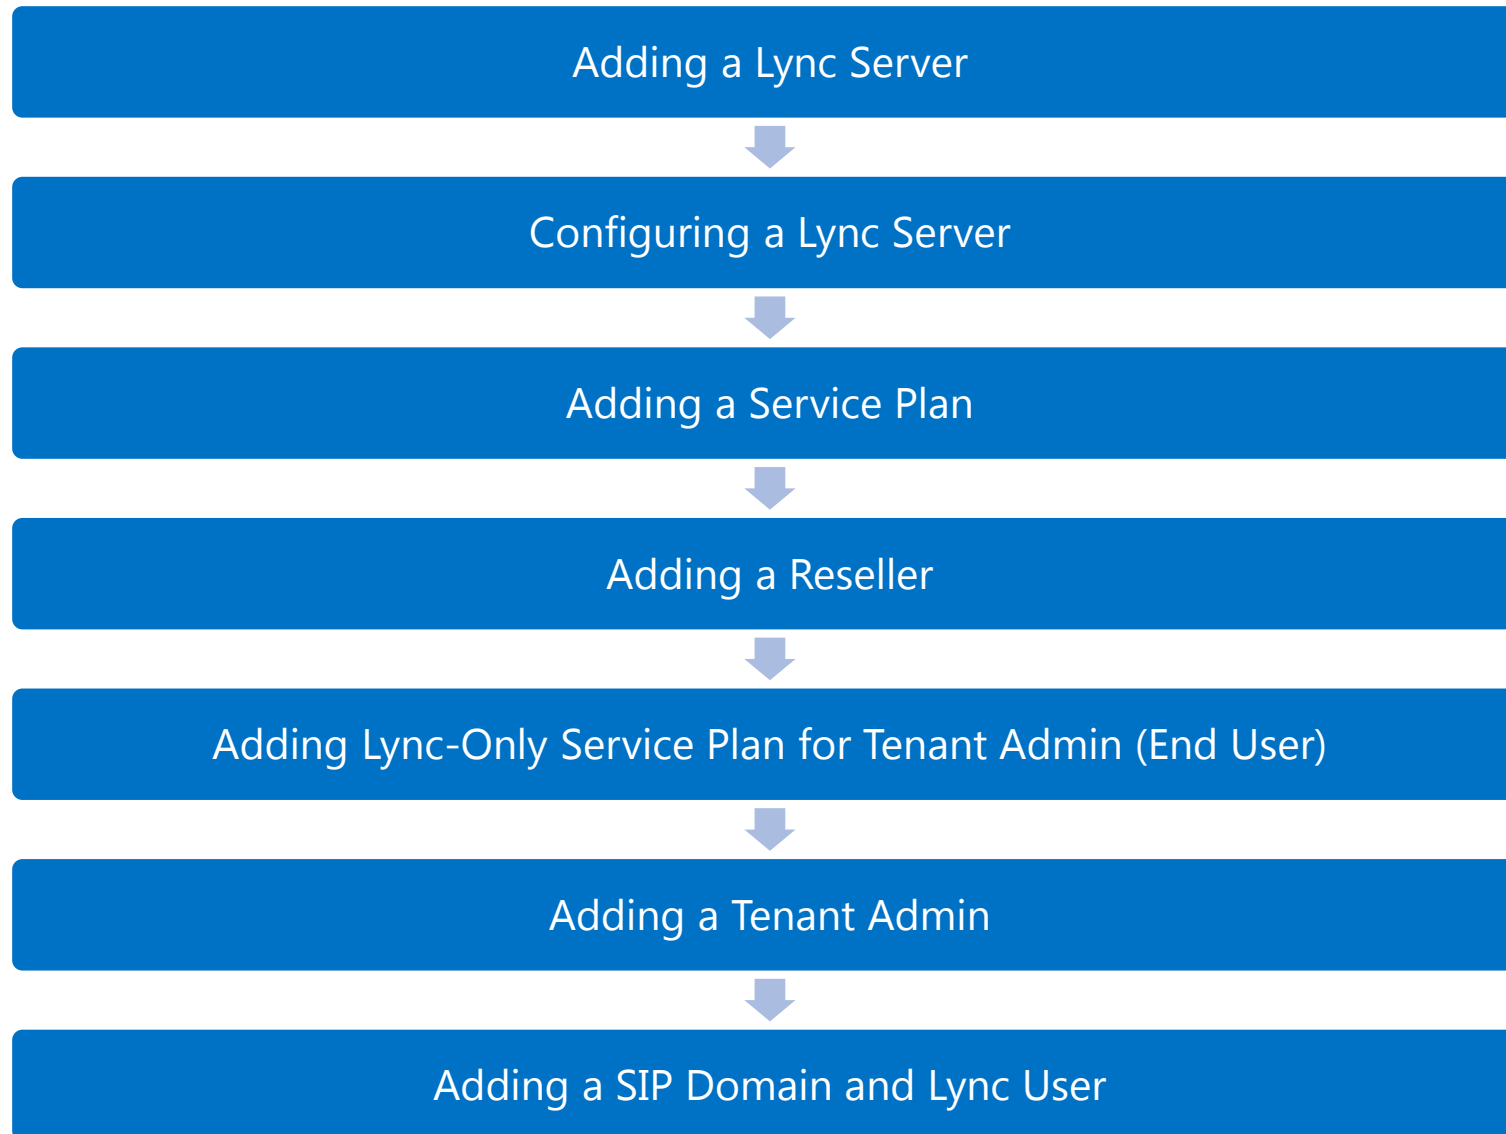 Adding a Lync Server
Configuring a Lync Server
Adding a Service Plan
Adding a Reseller
Adding Lync-Only Service Plan for Tenant Admin (End User)
Adding a Tenant Admin
Adding a SIP Domain and Lync User